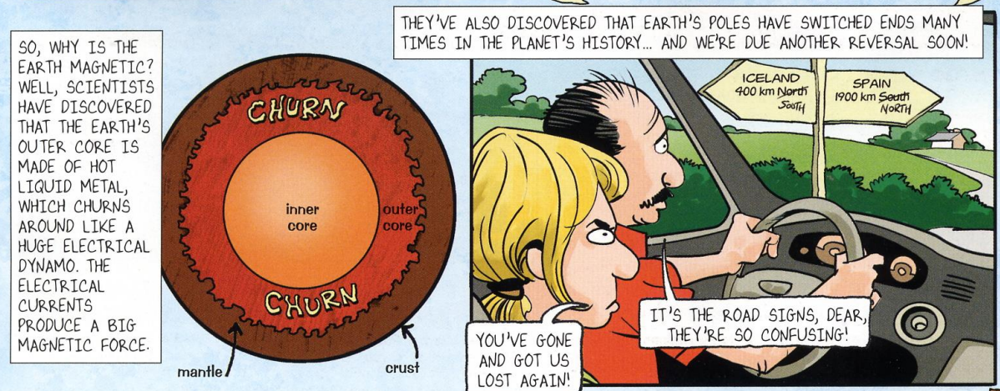 SO, WHY IS THE
EARTH MAGNETIC?
WELL, SCIENTISTS
HAVE DISCOVERED
THAT THE EARTH'S
OUTER CORE IS
MADE OF HOT
LIQUID METAL,
WHICH CHURNS
AROUND LIKE A
HUGE ELECTRICAL
DYNAMO. THE
ELECTRICAL
CURRENTS
PRODUCE A BIG
MAGNETIC FORCE.
CHURN
inner
core
outer
core
CHURN
mantle
crust
THEY'VE ALSO DISCOVERED THAT EARTH'S POLES HAVE SWITCHED ENDS MANY
TIMES IN THE PLANET'S HISTORY... AND WE'RE DUE ANOTHER REVERSAL SOON!
ICELAND
400 km North
SOUTH
SPAIN
1900 km South
NORTH
YOU'VE GONE
AND GOT US
LOST AGAIN!
IT'S THE ROAD SIGNS, DEAR,
THEY'RE SO CONFUSING!